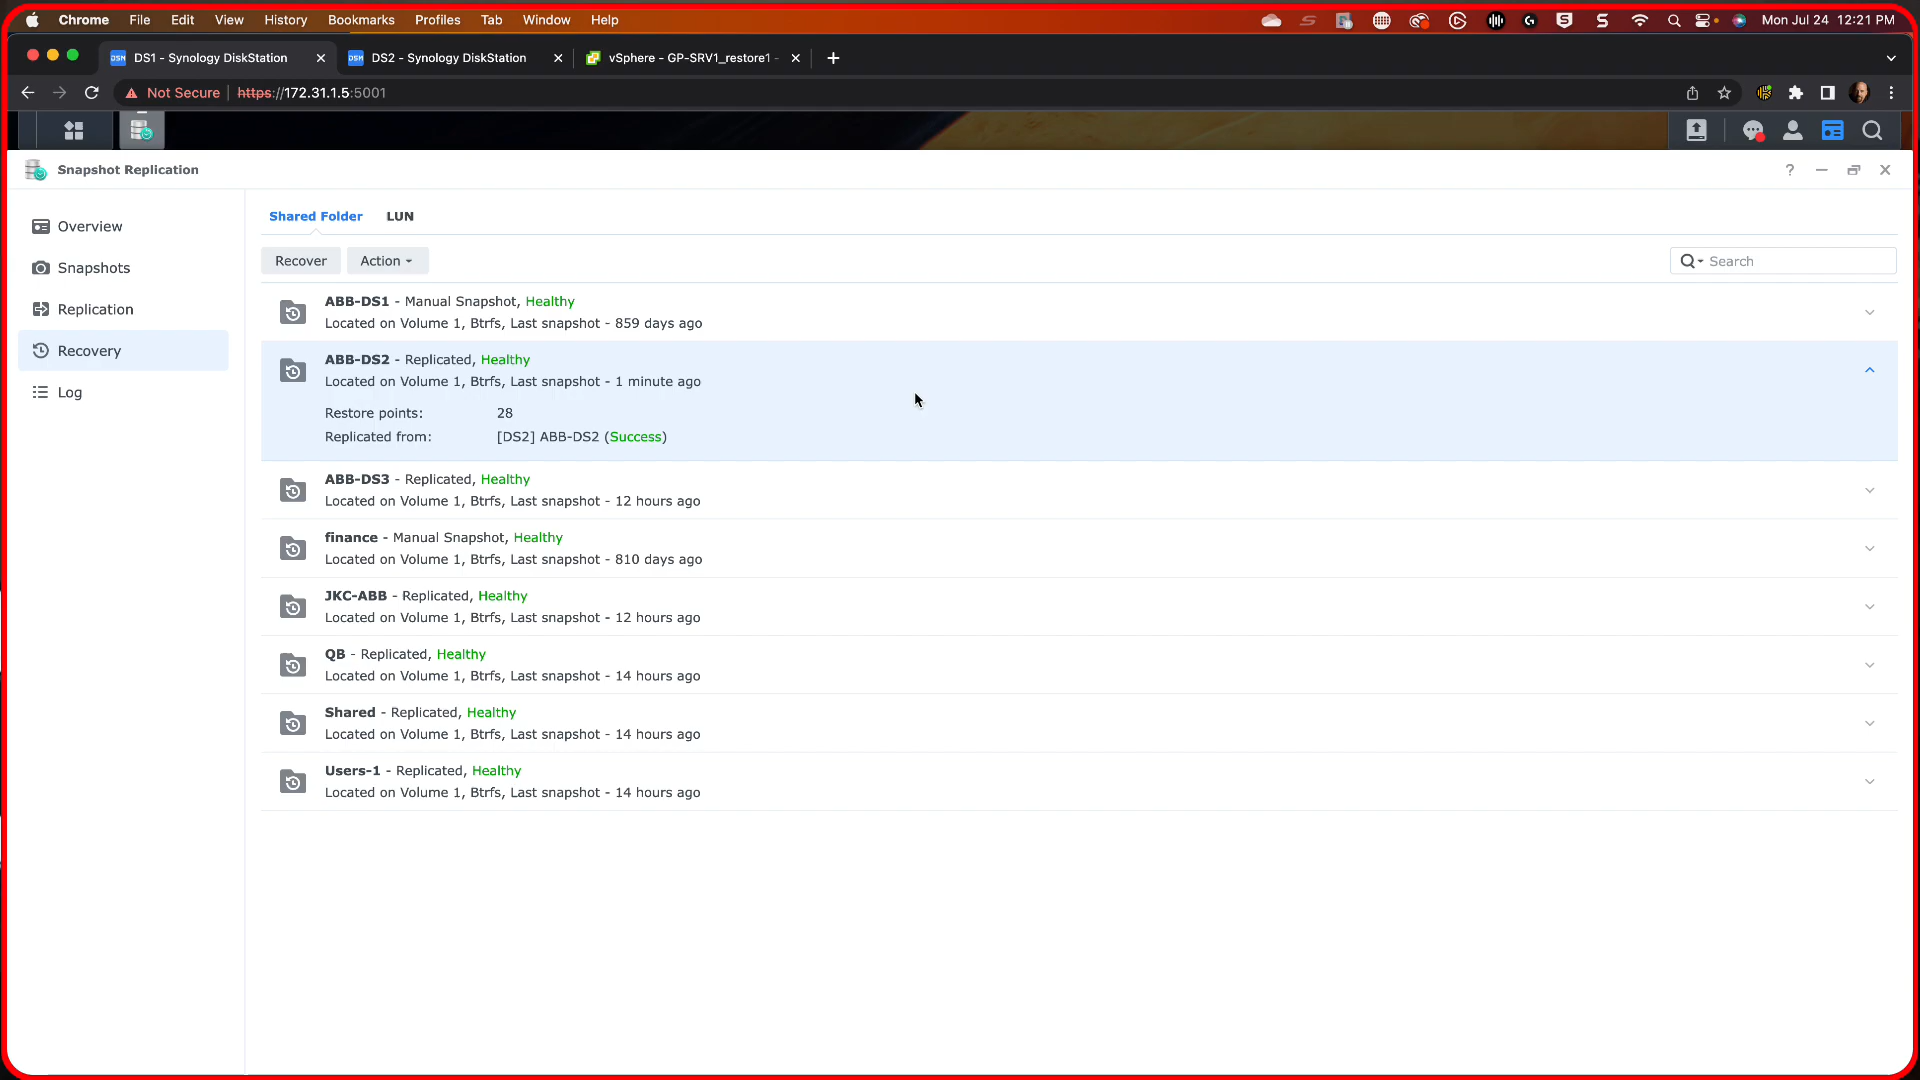 Chrome File Edit View History Bookmarks Profiles Tab Window Help Mon Jul 24 12:21 PM
DS1 - Synology DiskStation DS2 - Synology DiskStation vSphere - GP-SRV1_restore1 -
Not Secure https://172.31.1.5:5001
Snapshot Replication
Overview
Snapshots
Replication
Recovery
Log
Shared Folder LUN
Recover Action Search
ABB-DS1 - Manual Snapshot, Healthy
Located on Volume 1, Btrfs, Last snapshot - 859 days ago
ABB-DS2 - Replicated, Healthy
Located on Volume 1, Btrfs, Last snapshot - 1 minute ago
Restore points: 28
Replicated from: [DS2] ABB-DS2 (Success)
ABB-DS3 - Replicated, Healthy
Located on Volume 1, Btrfs, Last snapshot - 12 hours ago
finance - Manual Snapshot, Healthy
Located on Volume 1, Btrfs, Last snapshot - 810 days ago
JKC-ABB - Replicated, Healthy
Located on Volume 1, Btrfs, Last snapshot - 12 hours ago
QB - Replicated, Healthy
Located on Volume 1, Btrfs, Last snapshot - 14 hours ago
Shared - Replicated, Healthy
Located on Volume 1, Btrfs, Last snapshot - 14 hours ago
Users-1 - Replicated, Healthy
Located on Volume 1, Btrfs, Last snapshot - 14 hours ago